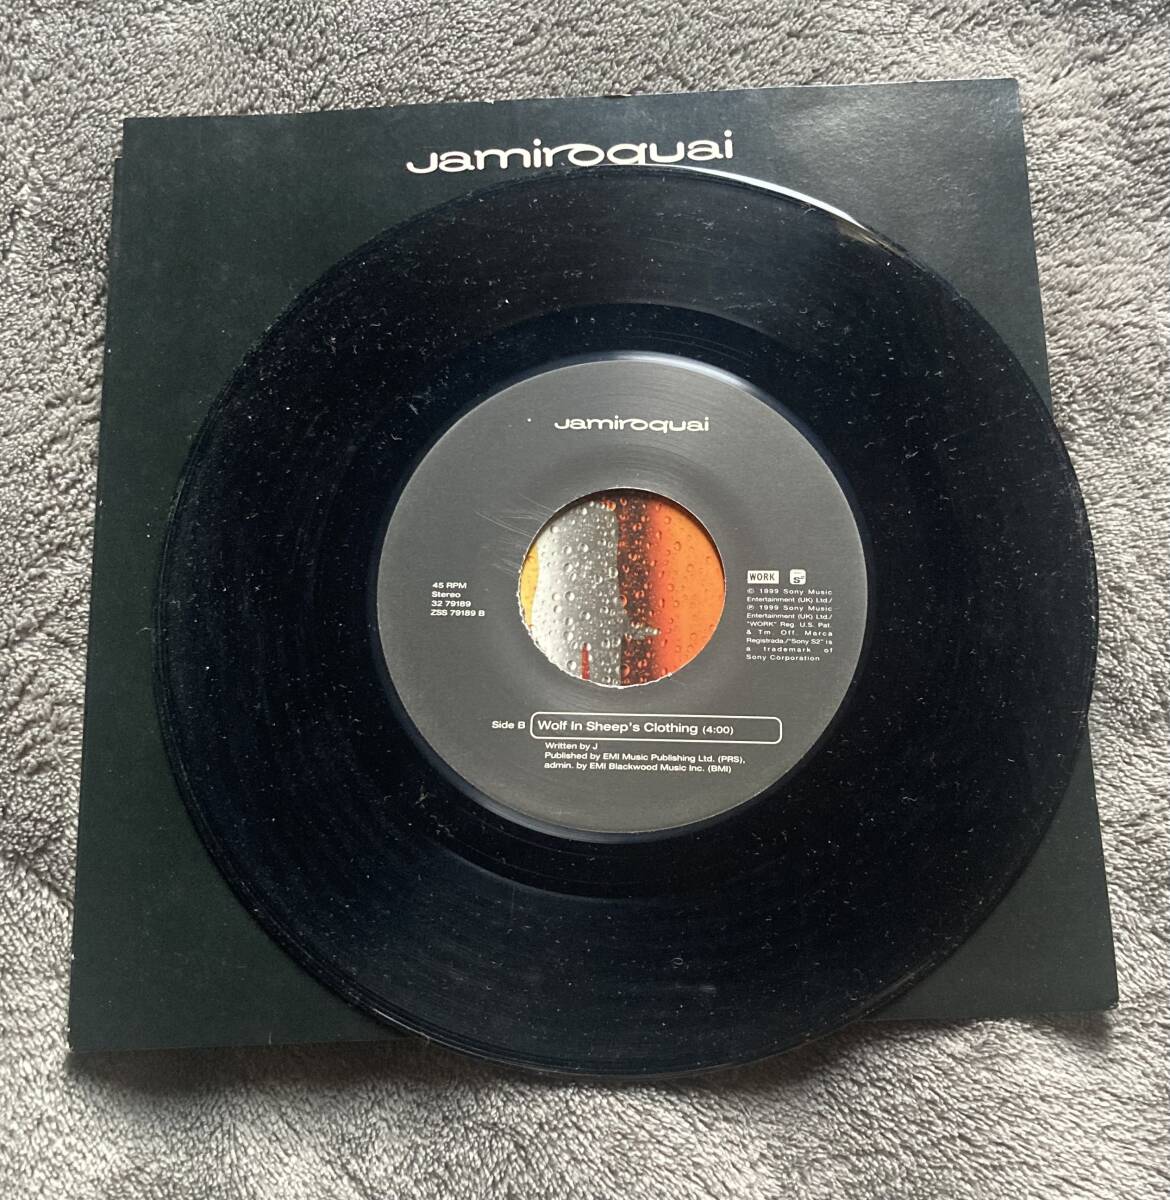 Jamiroquai
Jamiroquai
45 RPM
Stereo
32 79189
ZSS 79189 B
WORK S2
© 1999 Sony Music
Entertainment (UK) Ltd./
℗ 1999 Sony Music
Entertainment (UK) Ltd./
"WORK" Reg. U.S. Pat.
& Tm. Off. Marca
Registrada./"Sony S2" is
a trademark of
Sony Corporation
Side B Wolf In Sheep's Clothing (4:00)
Written by J
Published by EMI Music Publishing Ltd. (PRS),
admin. by EMI Blackwood Music Inc. (BMI)